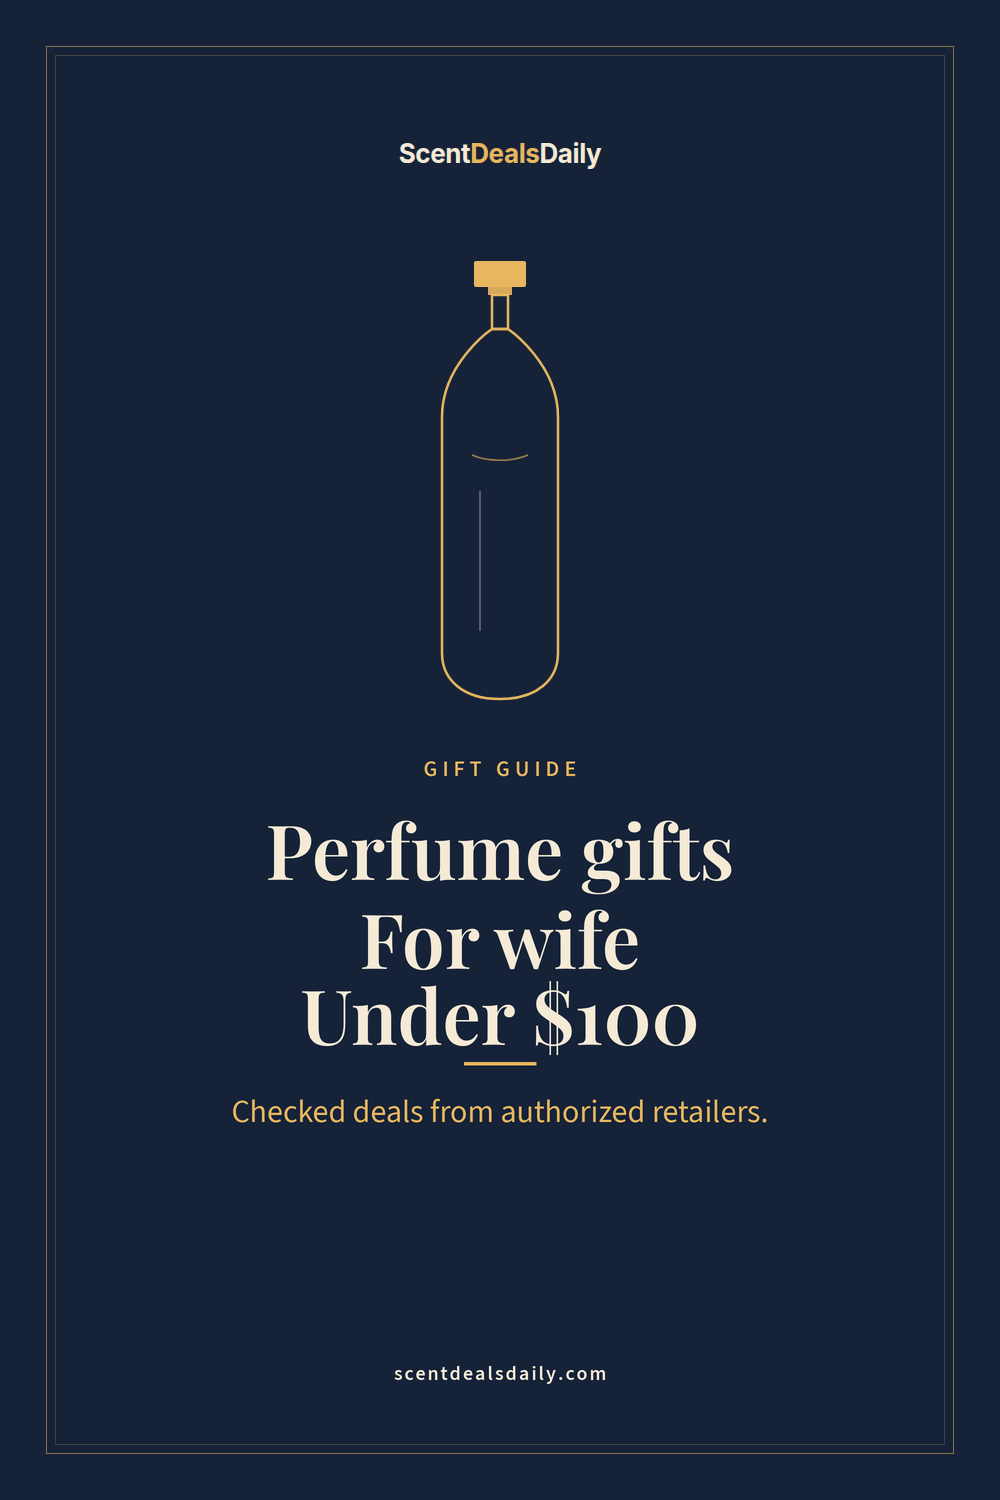 ScentDealsDaily
GIFT GUIDE
Perfume gifts
For wife
Under $100
Checked deals from authorized retailers.
scentdealsdaily.com